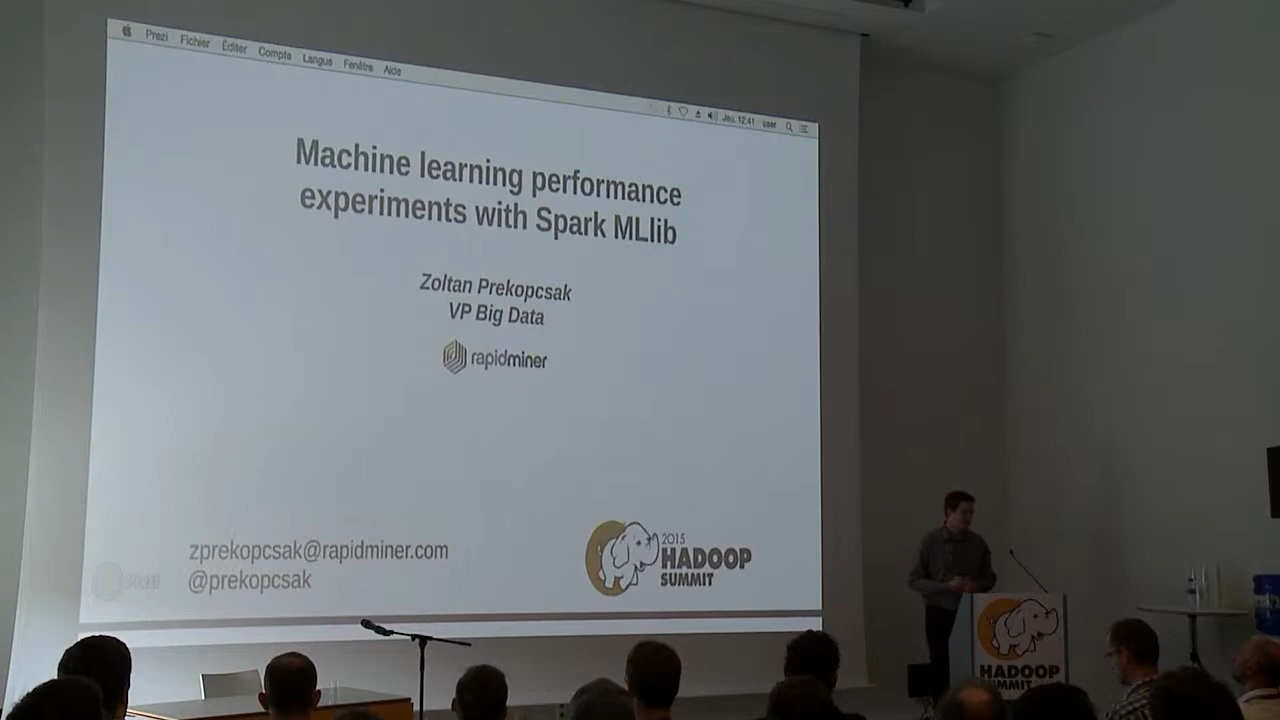 Prezi Fichier Éditer Compte Langue Fenêtre Aide
Jeu. 12:41 user
Machine learning performance
experiments with Spark MLlib
Zoltan Prekopcsak
VP Big Data
rapidminer
zprekopcsak@rapidminer.com
@prekopcsak
2015
HADOOP
SUMMIT
HADOOP
SUMMIT